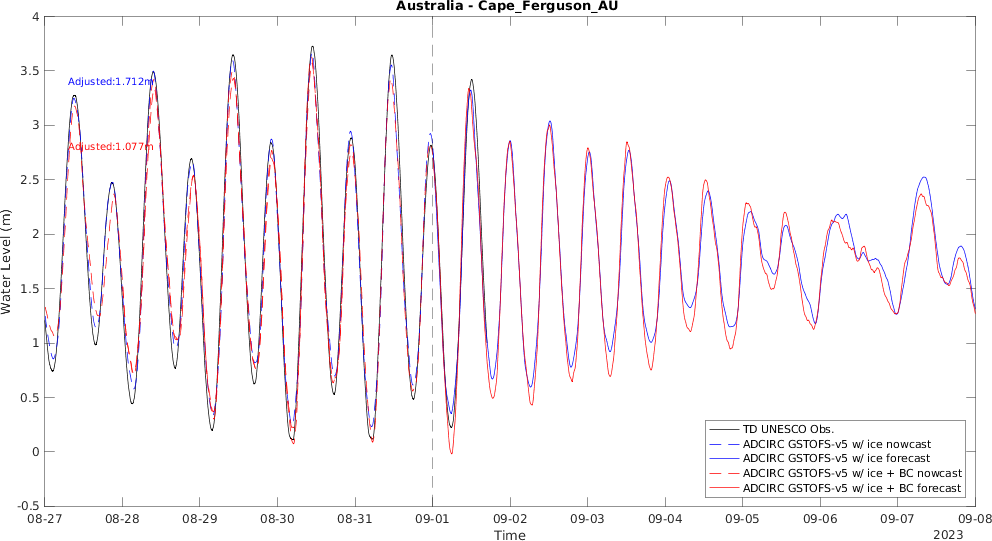 Australia - Cape_Ferguson_AU
4
3.5
3
2.5
2
1.5
1
0.5
0
-0.5
Water Level (m)
Adjusted:1.712m
Adjusted:1.077m
TD UNESCO Obs.
ADCIRC GSTOFS-v5 w/ ice nowcast
ADCIRC GSTOFS-v5 w/ ice forecast
ADCIRC GSTOFS-v5 w/ ice + BC nowcast
ADCIRC GSTOFS-v5 w/ ice + BC forecast
08-27 08-28 08-29 08-30 08-31 09-01 09-02 09-03 09-04 09-05 09-06 09-07 09-08
Time
2023